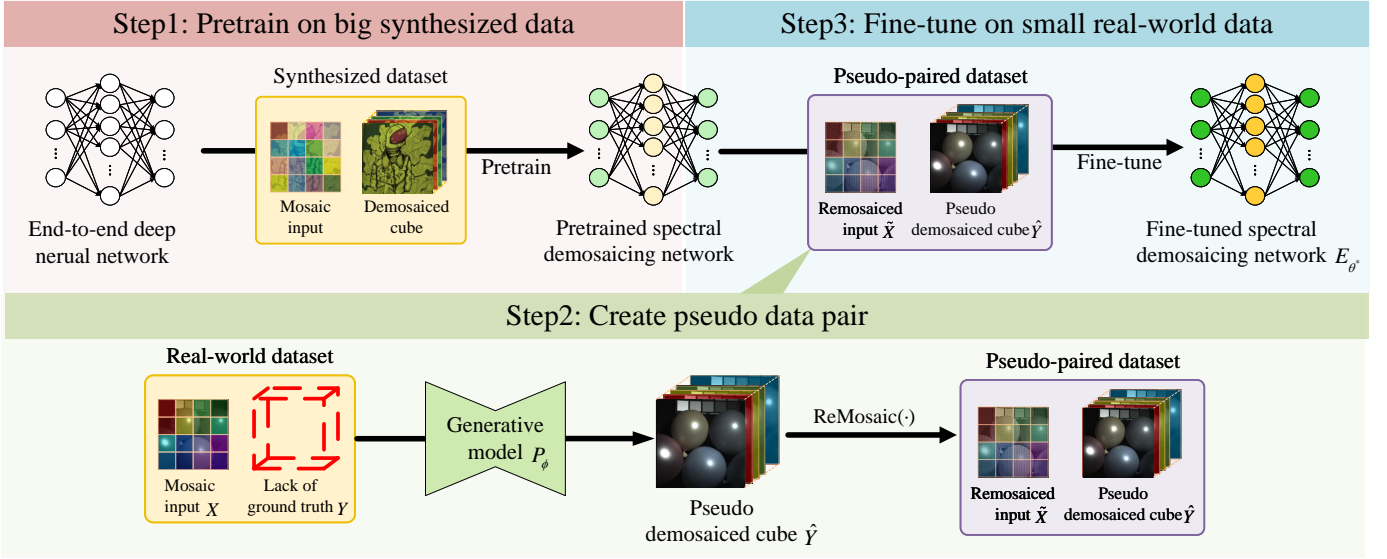 Step1: Pretrain on big synthesized data
Synthesized dataset
Mosaic
input
Demosaiced
cube
Pretrain
End-to-end deep
nerual network
Pretrained spectral
demosaicing network
Step3: Fine-tune on small real-world data
Pseudo-paired dataset
Remosaiced
input X̃
Pseudo
demosaiced cube Ŷ
Fine-tune
Fine-tuned spectral
demosaicing network E_θ*
Step2: Create pseudo data pair
Real-world dataset
Mosaic
input X
Lack of
ground truth Y
Generative
model P_ϕ
Pseudo
demosaiced cube Ŷ
ReMosaic(·)
Pseudo-paired dataset
Remosaiced
input X̃
Pseudo
demosaiced cube Ŷ